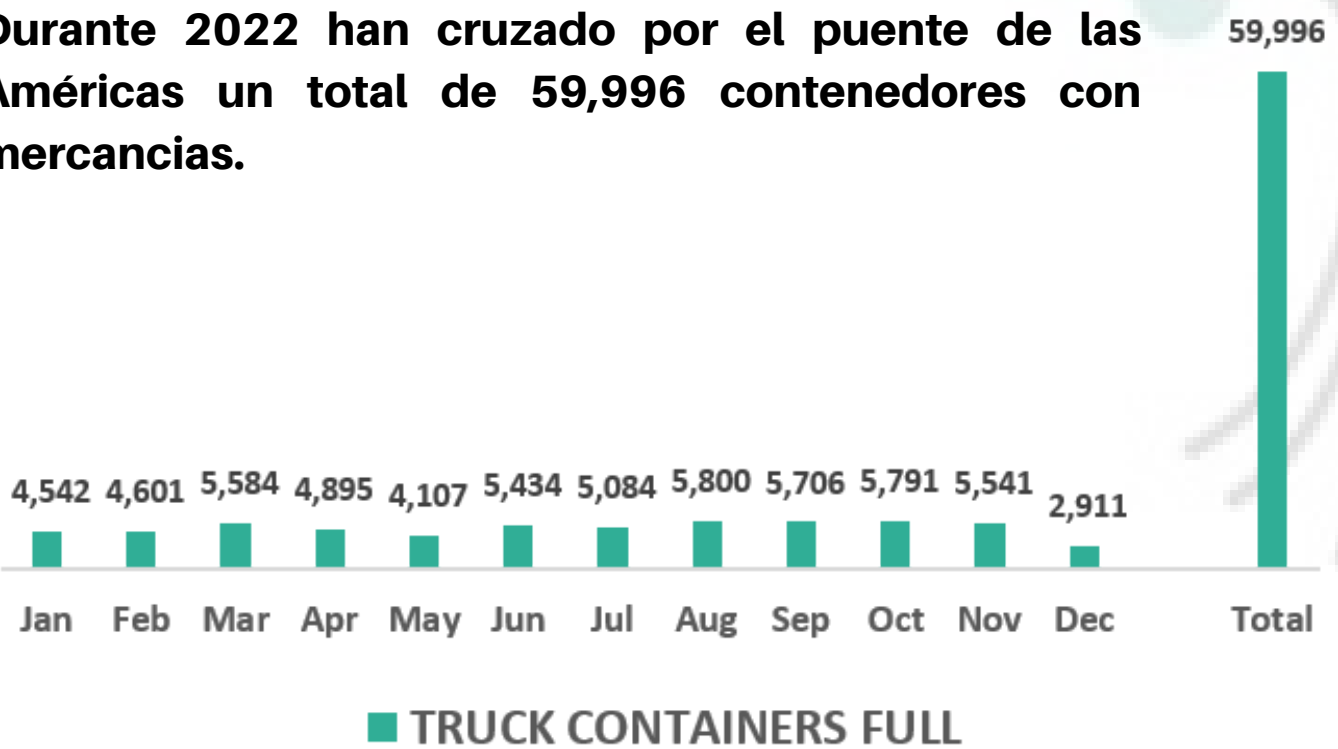 Durante 2022 han cruzado por el puente de las
Américas un total de 59,996 contenedores con
mercancias.
59,996
4,542 4,601 5,584 4,895 4,107 5,434 5,084 5,800 5,706 5,791 5,541 2,911
Jan Feb Mar Apr May Jun Jul Aug Sep Oct Nov Dec Total
TRUCK CONTAINERS FULL